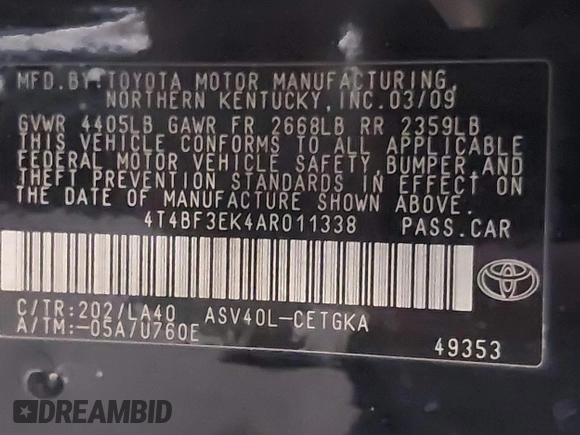 MFD.BY:TOYOTA MOTOR MANUFACTURING,
NORTHERN KENTUCKY,INC.03/09
GVWR 4405LB GAWR FR 2668LB RR 2359LB
THIS VEHICLE CONFORMS TO ALL APPLICABLE
FEDERAL MOTOR VEHICLE SAFETY,BUMPER,AND
THEFT PREVENTION STANDARDS IN EFFECT ON
THE DATE OF MANUFACTURE SHOWN ABOVE.
4T4BF3EK4AR011338 PASS.CAR
C/TR:202/LA40 ASV40L-CETGKA
A/TM:-05A/U760E
49353
DREAMBID